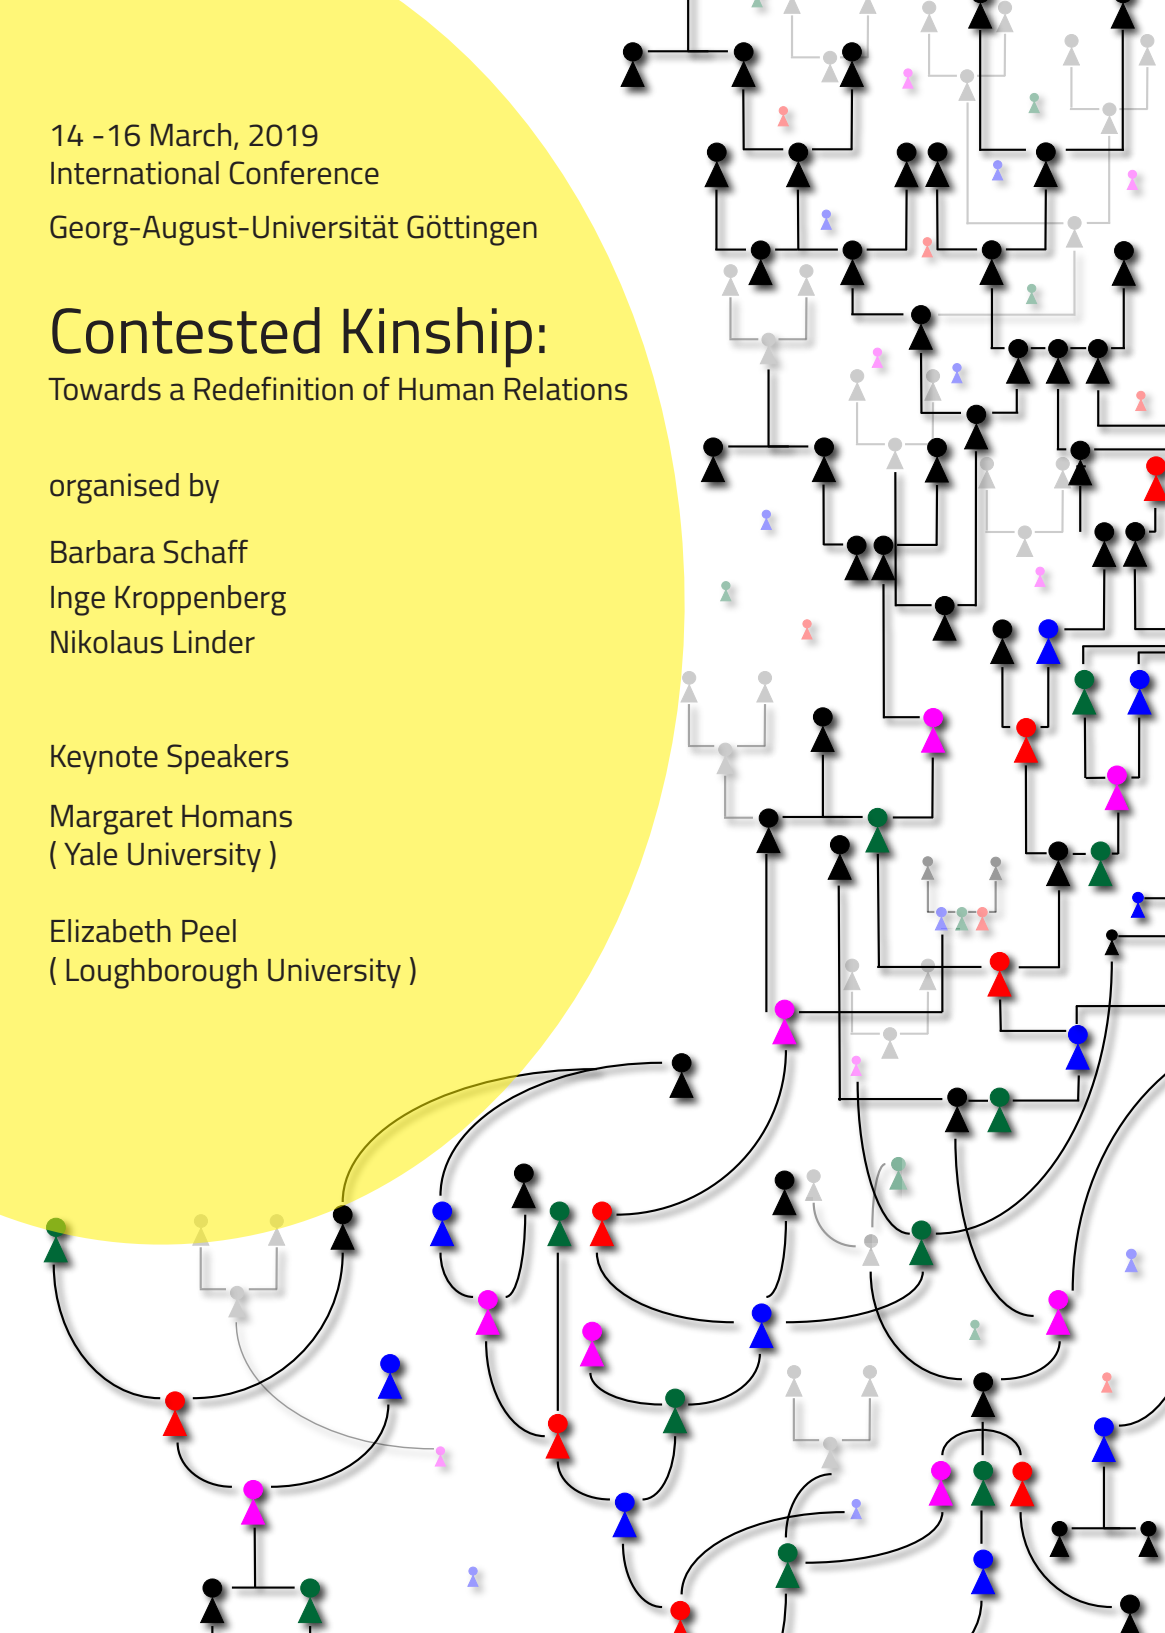 14 -16 March, 2019
International Conference
Georg-August-Universität Göttingen
Contested Kinship:
Towards a Redefinition of Human Relations
organised by
Barbara Schaff
Inge Kroppenberg
Nikolaus Linder
Keynote Speakers
Margaret Homans
( Yale University )
Elizabeth Peel
( Loughborough University )